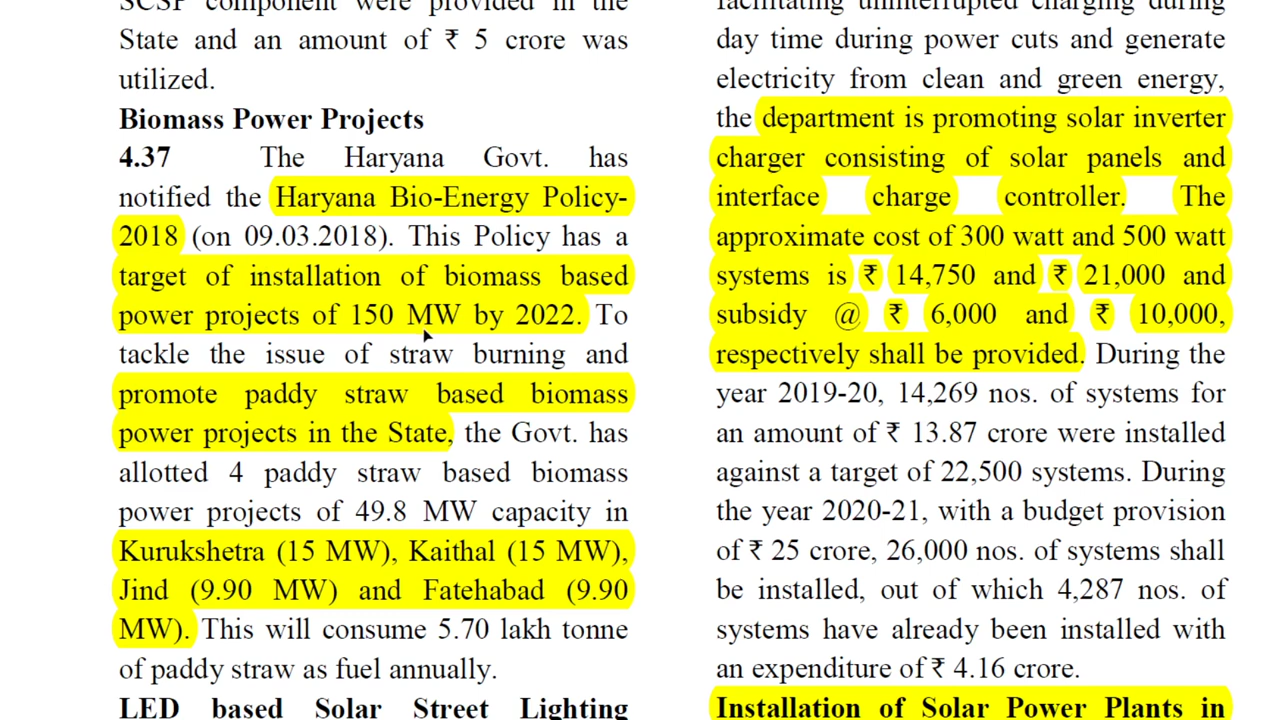 SCSP component were provided in the
State and an amount of ₹ 5 crore was
utilized.
Biomass Power Projects
4.37 The Haryana Govt. has
notified the Haryana Bio-Energy Policy-
2018 (on 09.03.2018). This Policy has a
target of installation of biomass based
power projects of 150 MW by 2022. To
tackle the issue of straw burning and
promote paddy straw based biomass
power projects in the State, the Govt. has
allotted 4 paddy straw based biomass
power projects of 49.8 MW capacity in
Kurukshetra (15 MW), Kaithal (15 MW),
Jind (9.90 MW) and Fatehabad (9.90
MW). This will consume 5.70 lakh tonne
of paddy straw as fuel annually.
LED based Solar Street Lighting
facilitating uninterrupted charging during
day time during power cuts and generate
electricity from clean and green energy,
the department is promoting solar inverter
charger consisting of solar panels and
interface charge controller. The
approximate cost of 300 watt and 500 watt
systems is ₹ 14,750 and ₹ 21,000 and
subsidy @ ₹ 6,000 and ₹ 10,000,
respectively shall be provided. During the
year 2019-20, 14,269 nos. of systems for
an amount of ₹ 13.87 crore were installed
against a target of 22,500 systems. During
the year 2020-21, with a budget provision
of ₹ 25 crore, 26,000 nos. of systems shall
be installed, out of which 4,287 nos. of
systems have already been installed with
an expenditure of ₹ 4.16 crore.
Installation of Solar Power Plants in